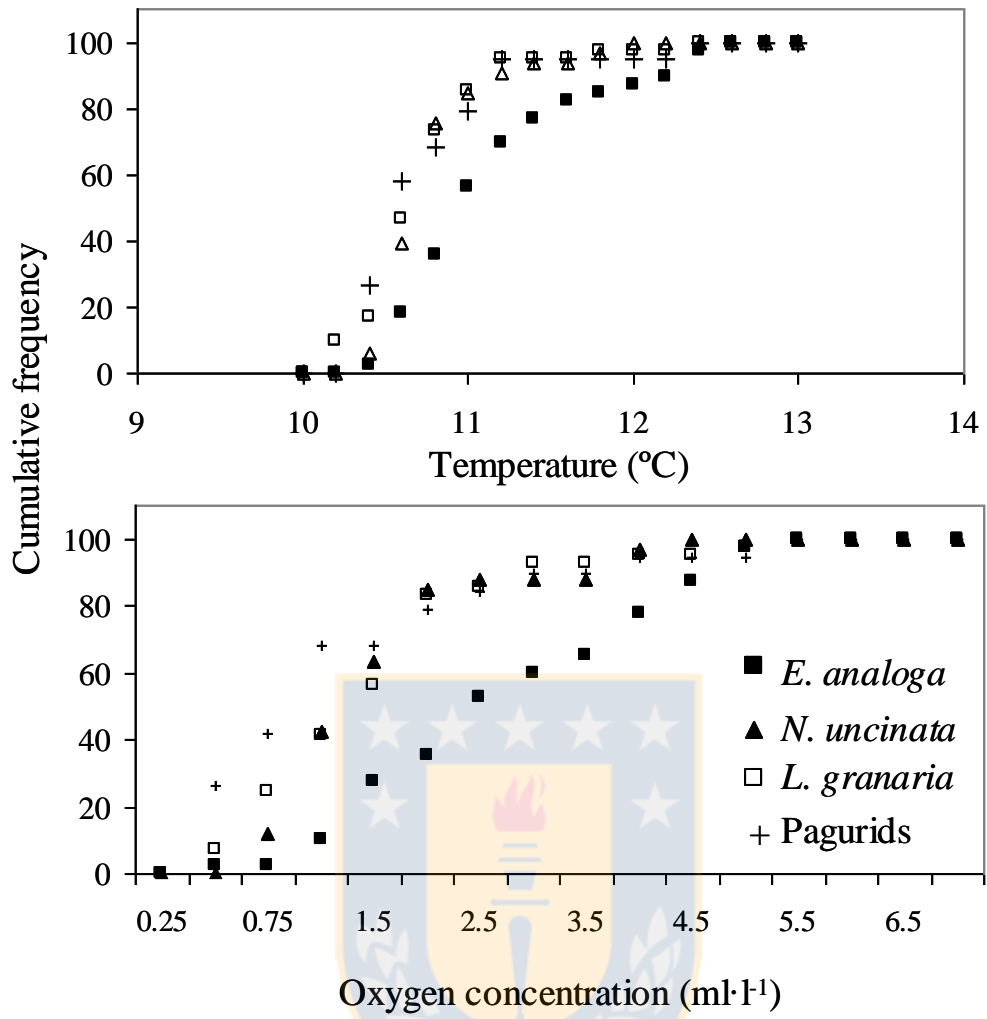 Cumulative frequency
100
80
60
40
20
0
9 10 11 12 13 14
Temperature (ºC)
100
80
60
40
20
0
0.25 0.75 1.5 2.5 3.5 4.5 5.5 6.5
Oxygen concentration (ml·l-1)
E. analoga
N. uncinata
L. granaria
Pagurids